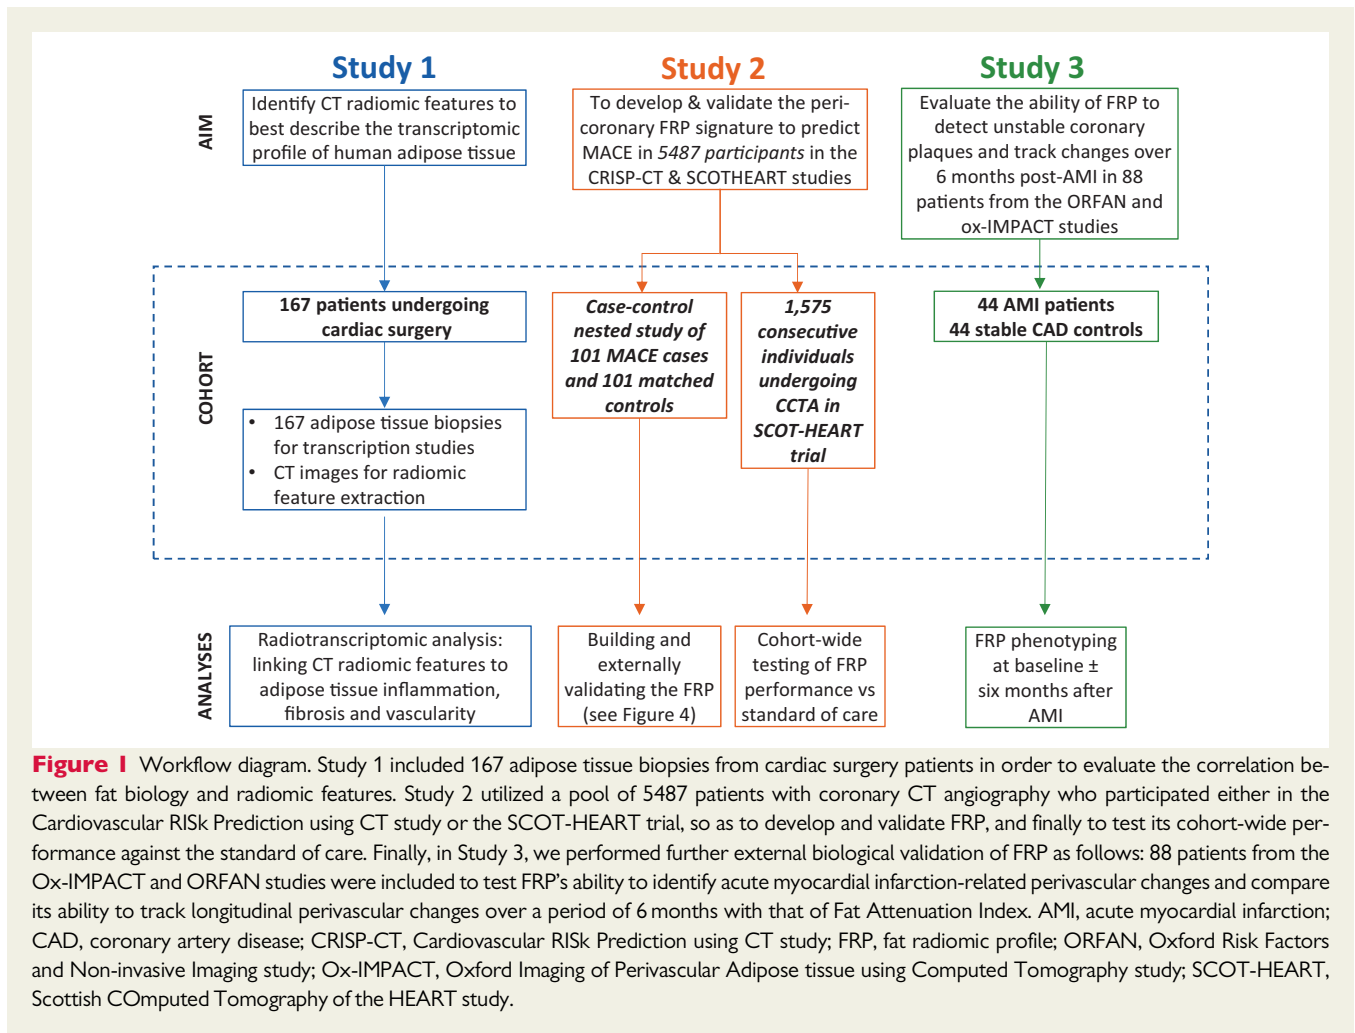 Study 1
Study 2
Study 3
AIM
Identify CT radiomic features to
best describe the transcriptomic
profile of human adipose tissue
To develop & validate the peri-
coronary FRP signature to predict
MACE in 5487 participants in the
CRISP-CT & SCOTHEART studies
Evaluate the ability of FRP to
detect unstable coronary
plaques and track changes over
6 months post-AMI in 88
patients from the ORFAN and
ox-IMPACT studies
COHORT
167 patients undergoing
cardiac surgery
• 167 adipose tissue biopsies
for transcription studies
• CT images for radiomic
feature extraction
Case-control
nested study of
101 MACE cases
and 101 matched
controls
1,575
consecutive
individuals
undergoing
CCTA in
SCOT-HEART
trial
44 AMI patients
44 stable CAD controls
ANALYSES
Radiotranscriptomic analysis:
linking CT radiomic features to
adipose tissue inflammation,
fibrosis and vascularity
Building and
externally
validating the FRP
(see Figure 4)
Cohort-wide
testing of FRP
performance vs
standard of care
FRP phenotyping
at baseline ±
six months after
AMI
Figure 1 Workflow diagram. Study 1 included 167 adipose tissue biopsies from cardiac surgery patients in order to evaluate the correlation be-
tween fat biology and radiomic features. Study 2 utilized a pool of 5487 patients with coronary CT angiography who participated either in the
Cardiovascular RISk Prediction using CT study or the SCOT-HEART trial, so as to develop and validate FRP, and finally to test its cohort-wide per-
formance against the standard of care. Finally, in Study 3, we performed further external biological validation of FRP as follows: 88 patients from the
Ox-IMPACT and ORFAN studies were included to test FRP's ability to identify acute myocardial infarction-related perivascular changes and compare
its ability to track longitudinal perivascular changes over a period of 6 months with that of Fat Attenuation Index. AMI, acute myocardial infarction;
CAD, coronary artery disease; CRISP-CT, Cardiovascular RISk Prediction using CT study; FRP, fat radiomic profile; ORFAN, Oxford Risk Factors
and Non-invasive Imaging study; Ox-IMPACT, Oxford Imaging of Perivascular Adipose tissue using Computed Tomography study; SCOT-HEART,
Scottish COmputed Tomography of the HEART study.